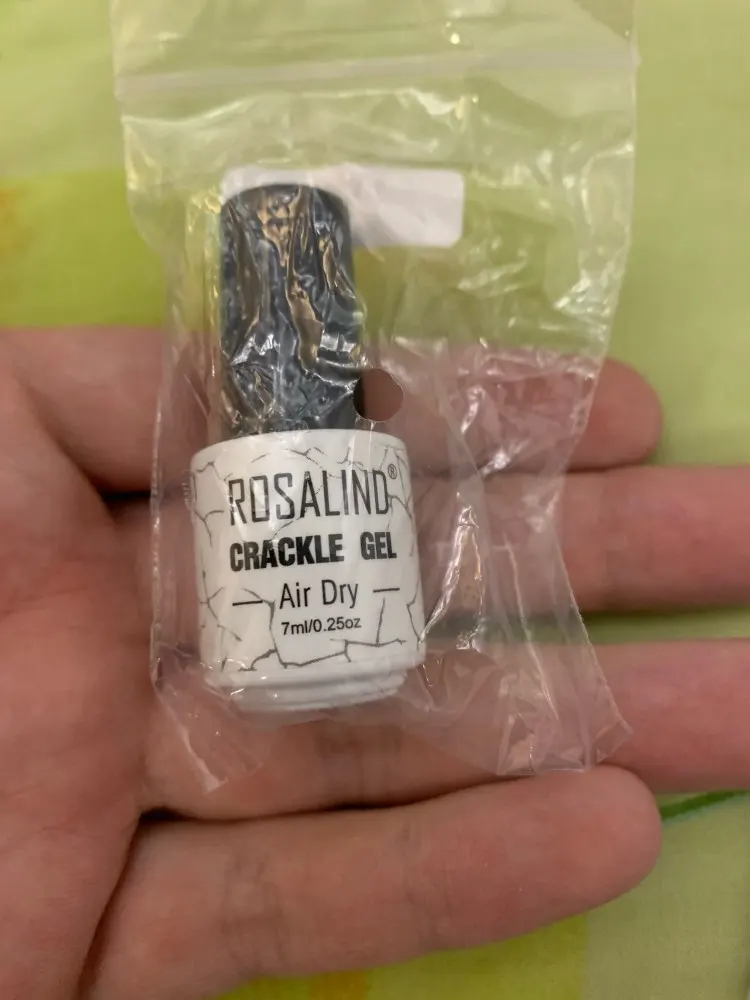 ROSALIND®
CRACKLE GEL
Air Dry
7ml/0.25oz